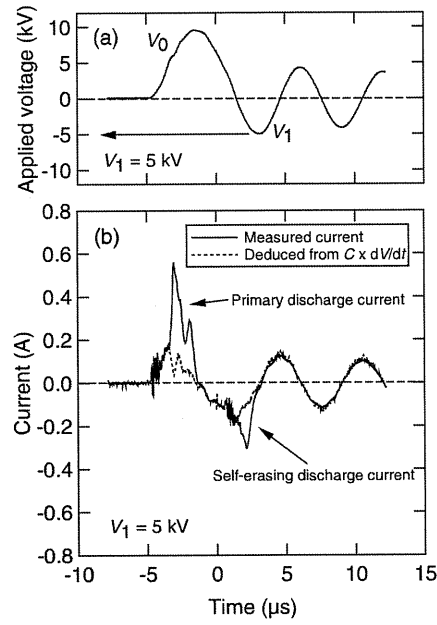 (a)
V0
V1
V1 = 5 kV
Applied voltage (kV)
10
5
0
-5
-10
(b)
Measured current
Deduced from C x dV/dt
Primary discharge current
Self-erasing discharge current
V1 = 5 kV
Current (A)
0.8
0.6
0.4
0.2
0.0
-0.2
-0.4
-0.6
-0.8
-10
-5
0
5
10
15
Time (µs)